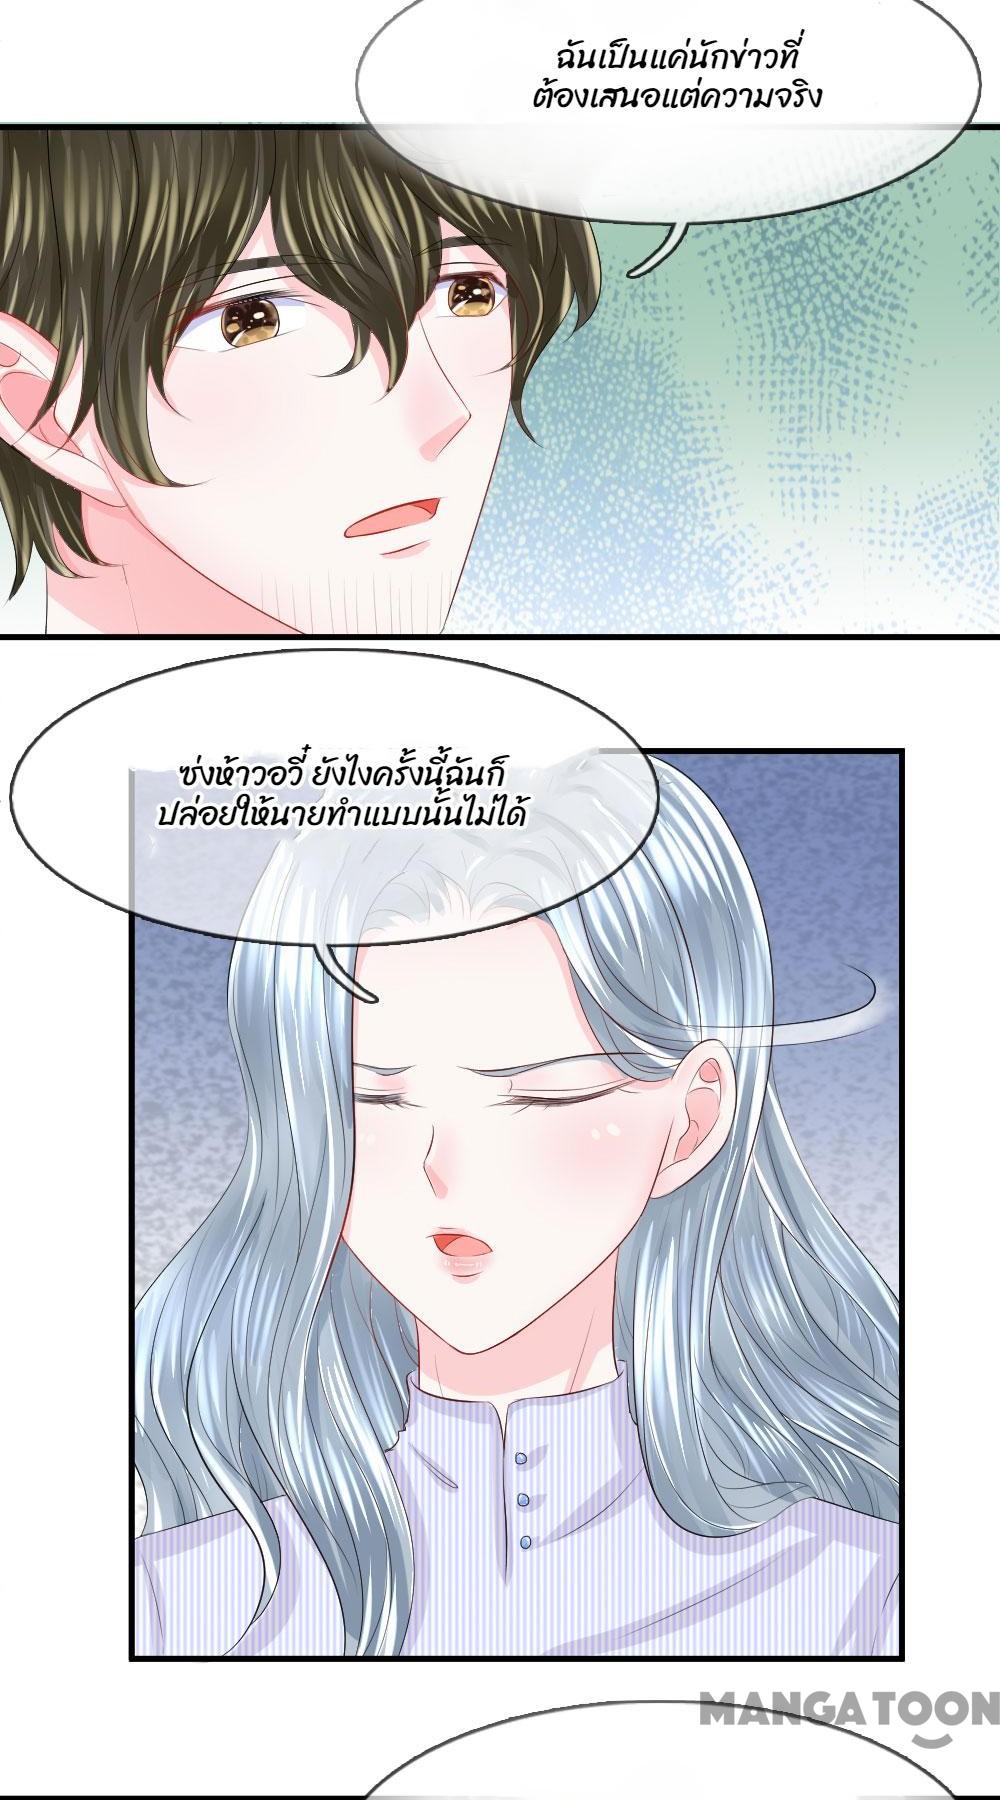 ฉันเป็นแค่นักข่าวที่
ต้องเสนอแต่ความจริง
ซ่งห้าวอวี่ ยังไงครั้งนี้ฉันก็
ปล่อยให้นายทำแบบนั้นไม่ได้
MANGATOON